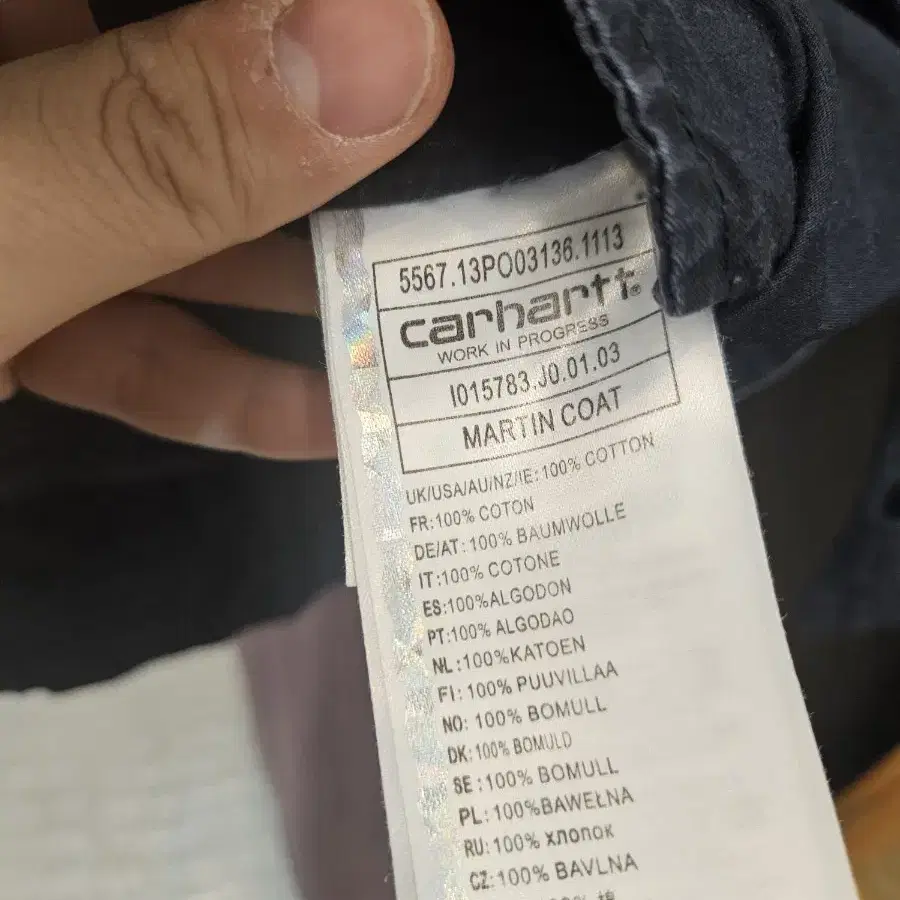 5567.13PO03136.1113
carhartt®
WORK IN PROGRESS
I015783.J0.01.03
MARTIN COAT
UK/USA/AU/NZ/IE: 100% COTTON
FR:100% COTON
DE/AT: 100% BAUMWOLLE
IT:100% COTONE
ES:100%ALGODON
PT:100% ALGODAO
NL:100%KATOEN
FI: 100% PUUVILLAA
NO: 100% BOMULL
DK: 100% BOMULD
SE :100% BOMULL
PL: 100%BAWEŁNA
RU: 100% хлопок
CZ:100% BAVLNA